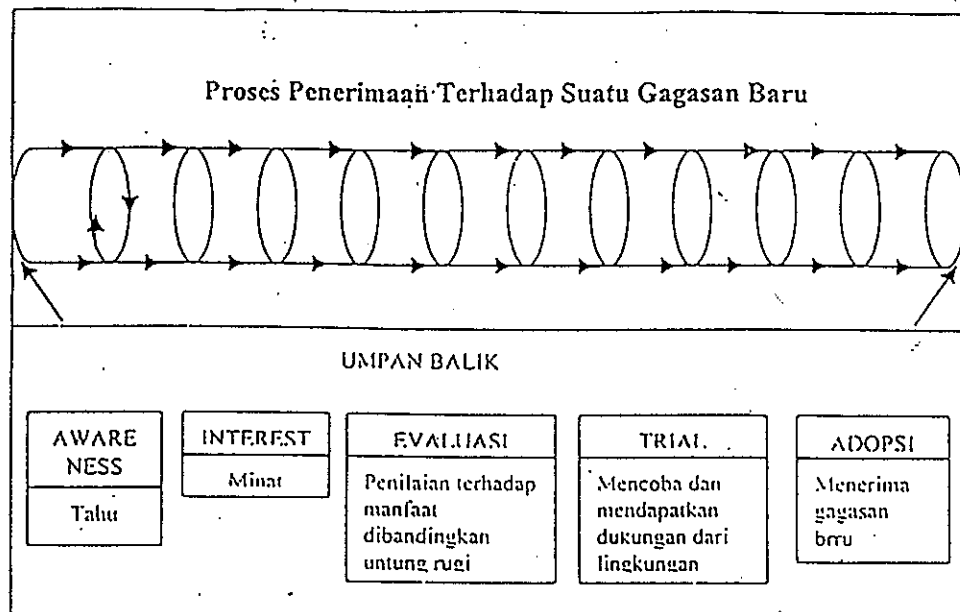 Proses Penerimaan Terhadap Suatu Gagasan Baru
UMPAN BALIK
AWARE
NESS
Tahu
INTEREST
Minat
EVALUASI
Penilaian terhadap
manfaat
dibandingkan
untung rugi
TRIAL
Mencoba dan
mendapatkan
dukungan dari
lingkungan
ADOPSI
Menerima
gagasan
bru